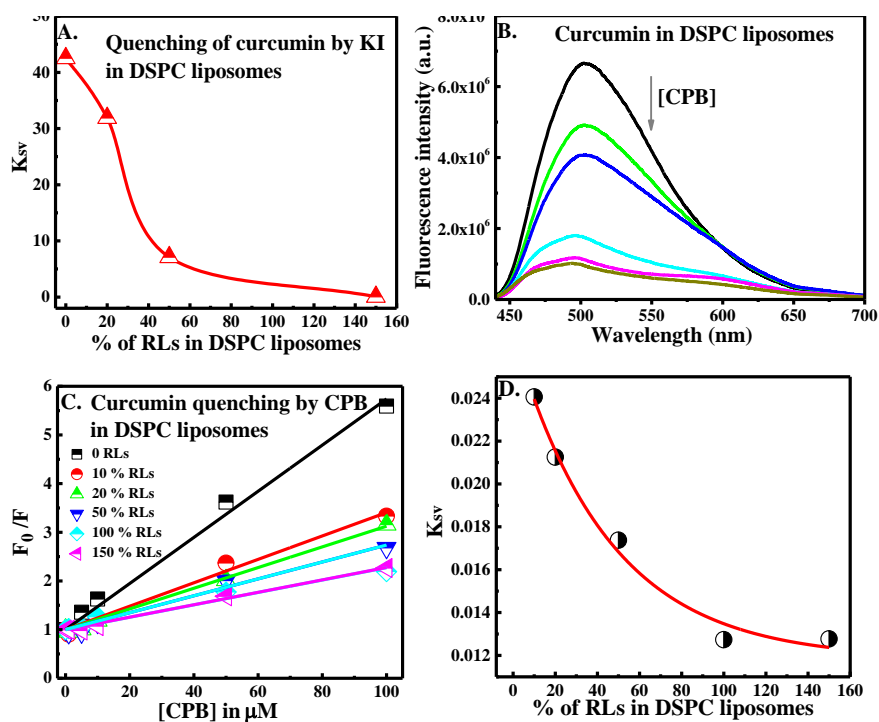 A.
Quenching of curcumin by KI
in DSPC liposomes
50
40
30
20
10
0
K_SV
0 20 40 60 80 100 120 140 160
% of RLs in DSPC liposomes
B.
Curcumin in DSPC liposomes
[CPB]
8.0x10^6
6.0x10^6
4.0x10^6
2.0x10^6
0.0
Fluorescence intensity (a.u.)
450 500 550 600 650 700
Wavelength (nm)
C.
Curcumin quenching by CPB
in DSPC liposomes
0 RLs
10 % RLs
20 % RLs
50 % RLs
100 % RLs
150 % RLs
6
5
4
3
2
1
0
F_0 /F
0 20 40 60 80 100
[CPB] in μM
D.
0.024
0.022
0.020
0.018
0.016
0.014
0.012
K_SV
0 20 40 60 80 100 120 140 160
% of RLs in DSPC liposomes